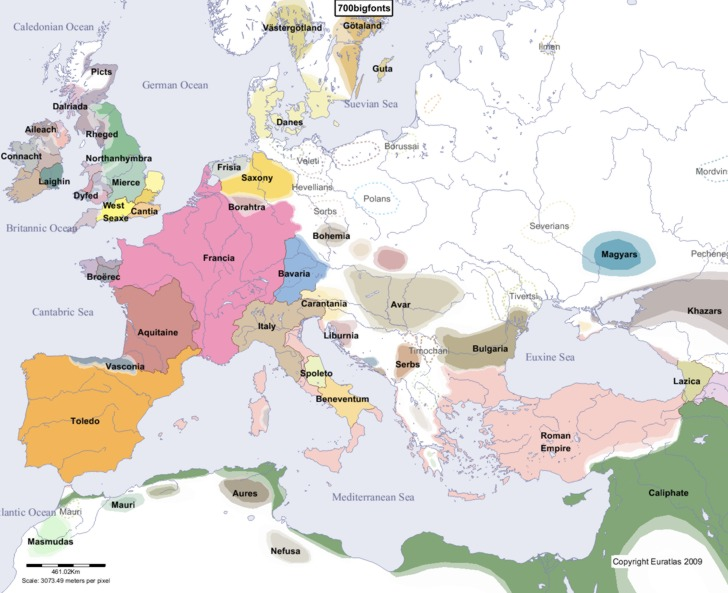 700bigfonts
Caledonian Ocean
Västergötland
Götaland
Ilmen
Picts
German Ocean
Guta
Suevian Sea
Dalriada
Danes
Aileach
Rheged
Borussai
Connacht
Northanhymbra
Veleti
Frisia
Mordvin
Laighin
Mierce
Saxony
Hevellians
Dyfed
Polans
West
Seaxe
Cantia
Borahtra
Sorbs
Britannic Ocean
Severians
Bohemia
Magyars
Pecheneg
Francia
Broërec
Bavaria
Tivertsi
Carantania
Avar
Khazars
Cantabric Sea
Aquitaine
Italy
Liburnia
Timochani
Bulgaria
Euxine Sea
Vasconia
Serbs
Spoleto
Lazica
Beneventum
Toledo
Roman
Empire
Aures
Caliphate
Mediterranean Sea
Mauri
lantic Ocean
Mauri
Masmudas
Nefusa
461.02Km
Scale: 3073.49 meters per pixel
Copyright Euratlas 2009